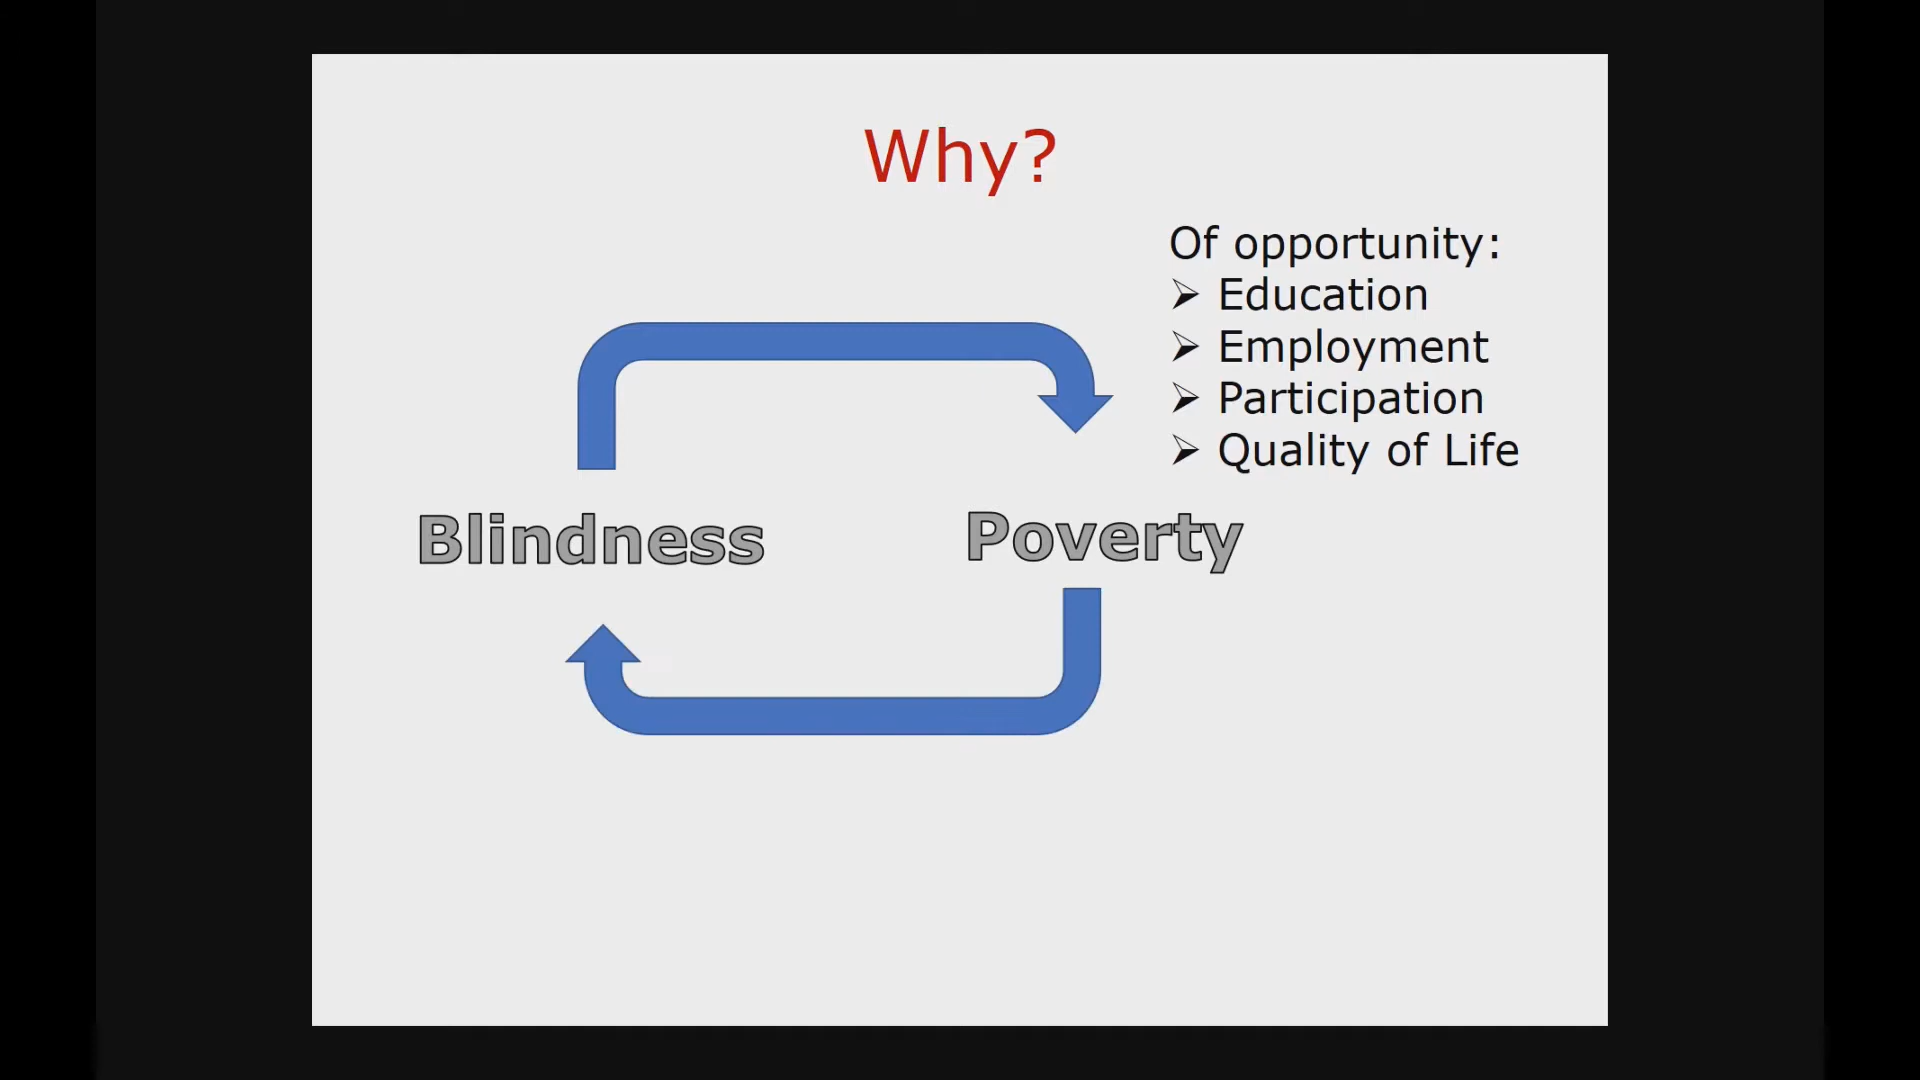 Why?
Of opportunity:
➢ Education
➢ Employment
➢ Participation
➢ Quality of Life
Blindness
Poverty